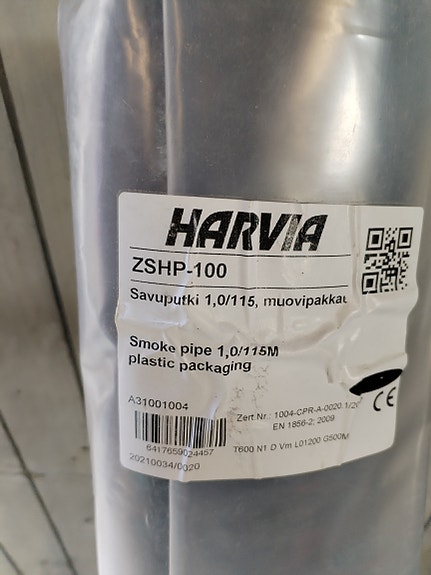 HARVIA
ZSHP-100
Savuputki 1,0/115, muovipakkau
Smoke pipe 1,0/115M
plastic packaging
A31001004
Zert Nr.: 1004-CPR-A-0020.1/20
CE
EN 1856-2; 2009
6417659024457
T600 N1 D Vm L01200 G500M
20210034/0020